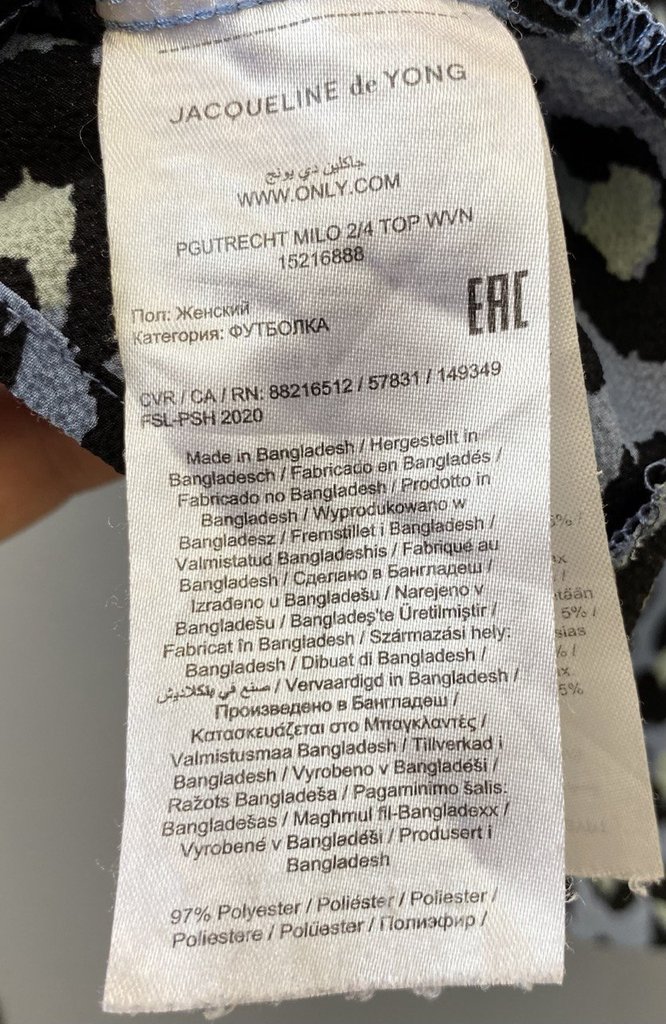 JACQUELINE de YONG
جاكلين دي يونج
WWW.ONLY.COM
PGUTRECHT MILO 2/4 TOP WVN
15216888
Пол: Женский
Категория: ФУТБОЛКА
EAC
CVR / CA / RN: 88216512 / 57831 / 149349
FSL-PSH 2020
Made in Bangladesh / Hergestellt in
Bangladesch / Fabricado en Bangladés /
Fabricado no Bangladesh / Prodotto in
Bangladesh / Wyprodukowano w
Bangladesz / Fremstillet i Bangladesh /
Valmistatud Bangladeshis / Fabriqué au
Bangladesh / Сделано в Бангладеш /
Izrađeno u Bangladešu / Narejeno v
Bangladešu / Bangladeş'te Üretilmiştir /
Fabricat în Bangladesh / Származási hely:
Bangladesh / Dibuat di Bangladesh /
صنع في بنكلاديش / Vervaardigd in Bangladesh /
Произведено в Бангладеш /
Κατασκευάζεται στο Μπαγκλαντές /
Valmistusmaa Bangladesh / Tillverkad i
Bangladesh / Vyrobeno v Bangladéši /
Ražots Bangladeša / Pagaminimo šalis:
Bangladešas / Magħmul fil-Bangladexx /
Vyrobené v Bangladéši / Produsert i
Bangladesh
97% Polyester / Poliéster / Poliester /
Poliestere / Polüester / Полиэфир /
5% /
5%